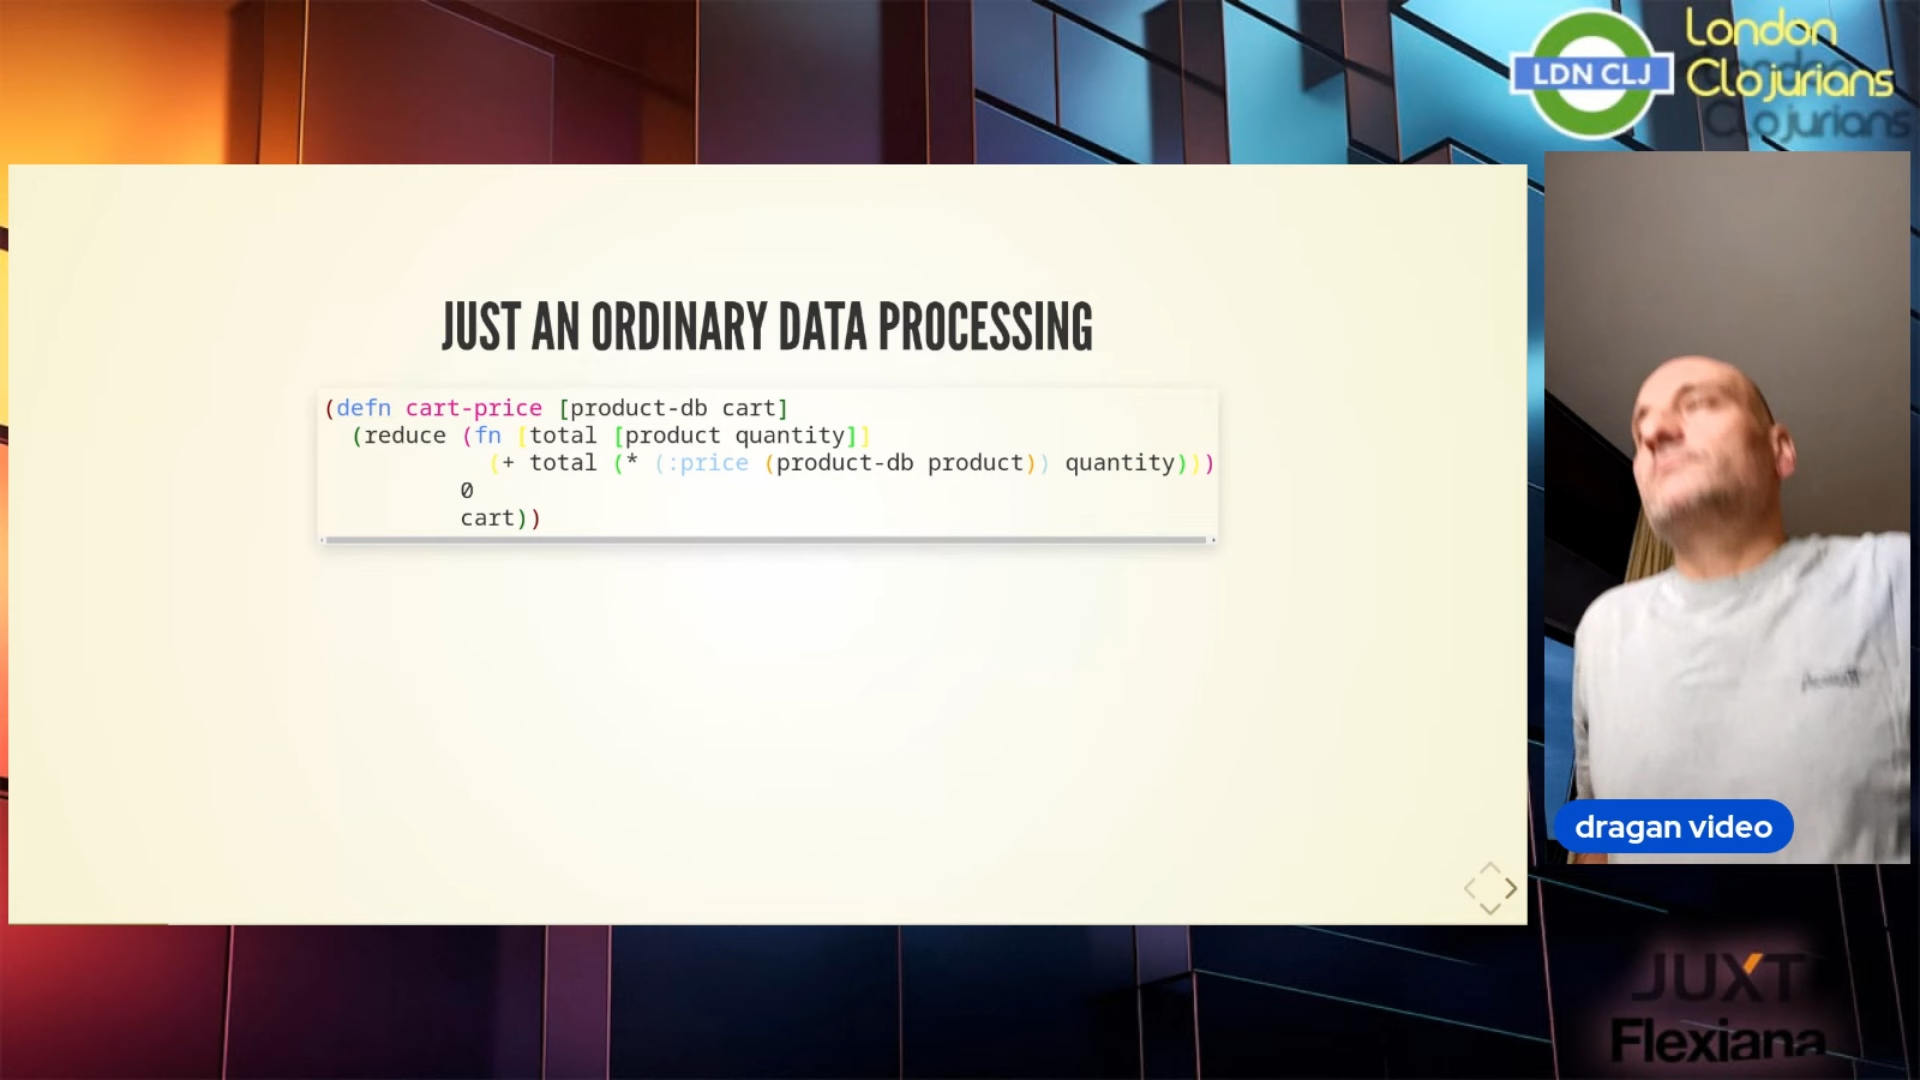 London
Clojurians
LDN CLJ
JUST AN ORDINARY DATA PROCESSING
(defn cart-price [product-db cart]
  (reduce (fn [total [product quantity]]
            (+ total (* (:price (product-db product)) quantity)))
          0
          cart))
dragan video
JUXT
Flexiana